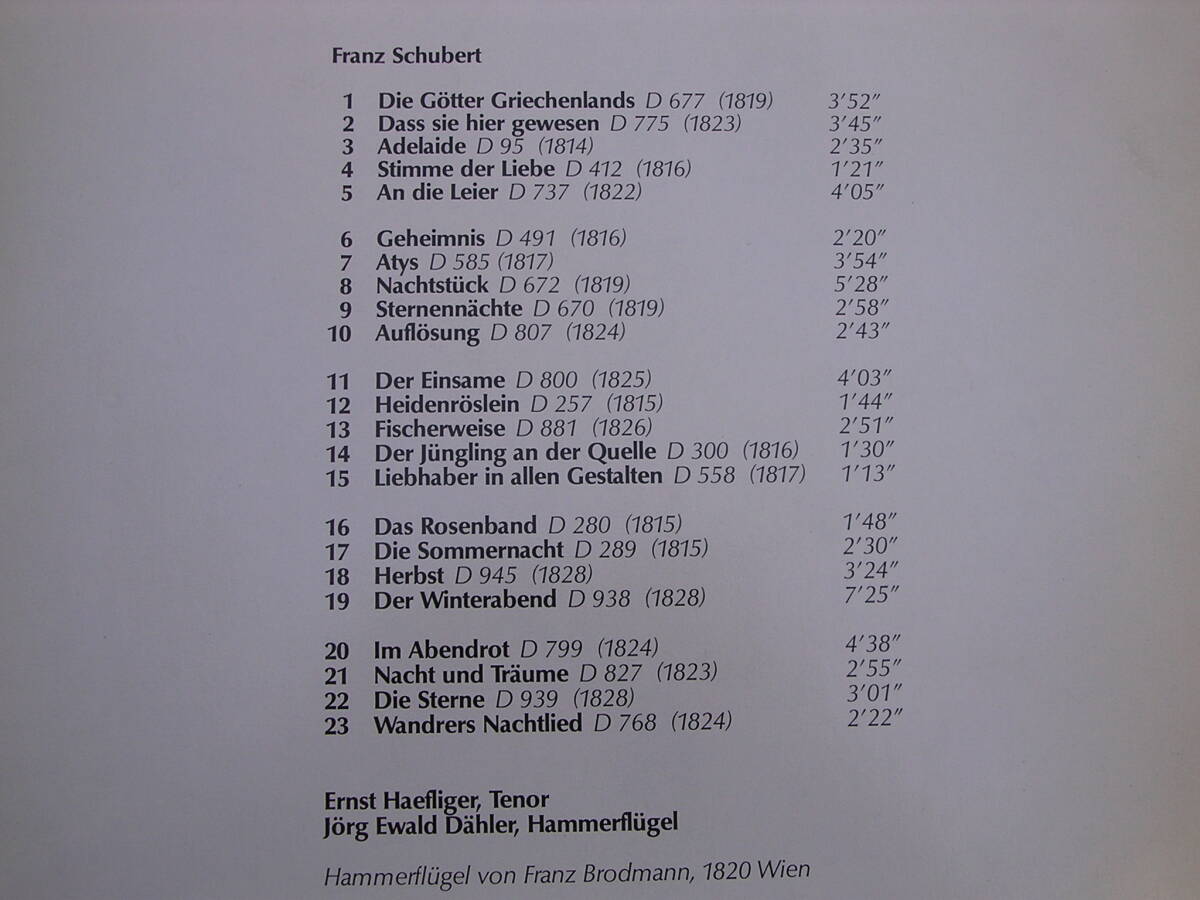 Franz Schubert
1 Die Götter Griechenlands D 677 (1819) 3'52"
2 Dass sie hier gewesen D 775 (1823) 3'45"
3 Adelaide D 95 (1814) 2'35"
4 Stimme der Liebe D 412 (1816) 1'21"
5 An die Leier D 737 (1822) 4'05"
6 Geheimnis D 491 (1816) 2'20"
7 Atys D 585 (1817) 3'54"
8 Nachtstück D 672 (1819) 5'28"
9 Sternennächte D 670 (1819) 2'58"
10 Auflösung D 807 (1824) 2'43"
11 Der Einsame D 800 (1825) 4'03"
12 Heidenröslein D 257 (1815) 1'44"
13 Fischerweise D 881 (1826) 2'51"
14 Der Jüngling an der Quelle D 300 (1816) 1'30"
15 Liebhaber in allen Gestalten D 558 (1817) 1'13"
16 Das Rosenband D 280 (1815) 1'48"
17 Die Sommernacht D 289 (1815) 2'30"
18 Herbst D 945 (1828) 3'24"
19 Der Winterabend D 938 (1828) 7'25"
20 Im Abendrot D 799 (1824) 4'38"
21 Nacht und Träume D 827 (1823) 2'55"
22 Die Sterne D 939 (1828) 3'01"
23 Wandrers Nachtlied D 768 (1824) 2'22"
Ernst Haefliger, Tenor
Jörg Ewald Dähler, Hammerflügel
Hammerflügel von Franz Brodmann, 1820 Wien